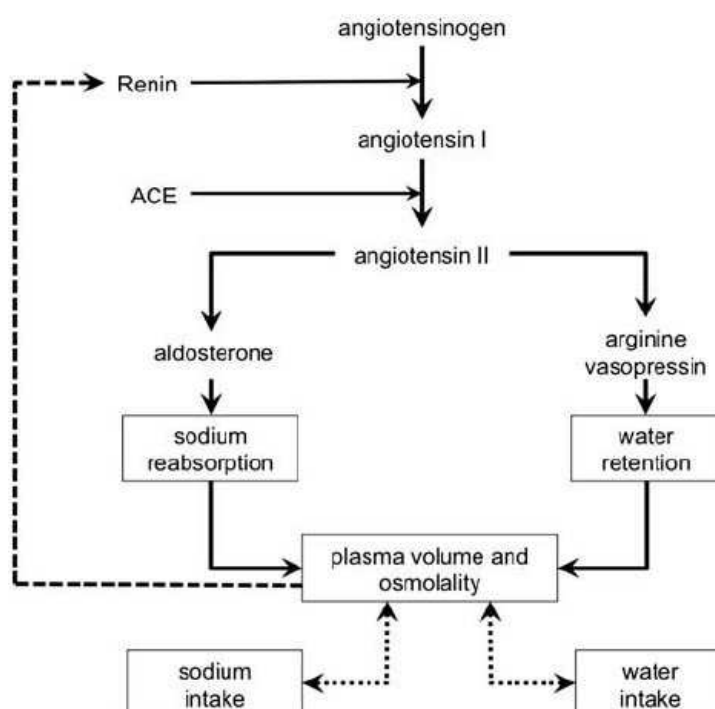 angiotensinogen
Renin
angiotensin I
ACE
angiotensin II
aldosterone
arginine
vasopressin
sodium
reabsorption
water
retention
plasma volume and
osmolality
sodium
intake
water
intake